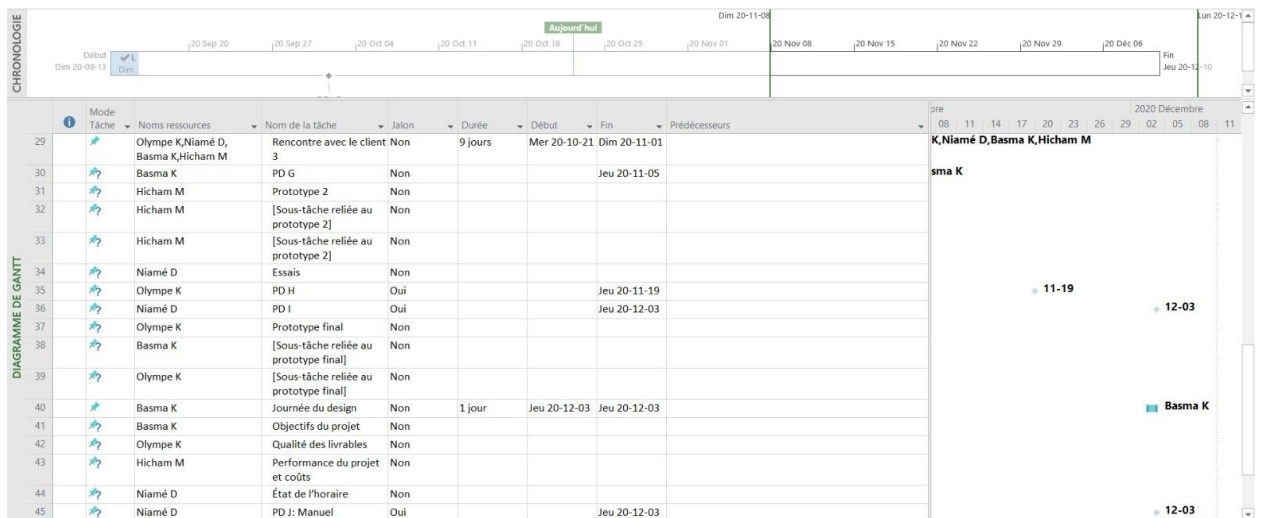 CHRONOLOGIE
Dim 20-11-08
Lun 20-12-1
Aujourd'hui
20 Sep 20 20 Sep 27 20 Oct 04 20 Oct 11 20 Oct 18 20 Oct 25 20 Nov 01 20 Nov 08 20 Nov 15 20 Nov 22 20 Nov 29 20 Déc 06
Début
Dim 20-09-13
L
Dim
Fin
Jeu 20-12-10
DIAGRAMME DE GANTT
Mode Tâche Noms ressources Nom de la tâche Jalon Durée Début Fin Prédécesseurs
bre 2020 Décembre
08 11 14 17 20 23 26 29 02 05 08 11
29 Olympe K,Niamé D, Rencontre avec le client Non 9 jours Mer 20-10-21 Dim 20-11-01 K,Niamé D,Basma K,Hicham M
Basma K,Hicham M 3
30 Basma K PD G Non Jeu 20-11-05 sma K
31 Hicham M Prototype 2 Non
32 Hicham M [Sous-tâche reliée au Non
prototype 2]
33 Hicham M [Sous-tâche reliée au Non
prototype 2]
34 Niamé D Essais Non
35 Olympe K PD H Oui Jeu 20-11-19 11-19
36 Niamé D PD I Oui Jeu 20-12-03 12-03
37 Olympe K Prototype final Non
38 Basma K [Sous-tâche reliée au Non
prototype final]
39 Olympe K [Sous-tâche reliée au Non
prototype final]
40 Basma K Journée du design Non 1 jour Jeu 20-12-03 Jeu 20-12-03 Basma K
41 Basma K Objectifs du projet Non
42 Olympe K Qualité des livrables Non
43 Hicham M Performance du projet Non
et coûts
44 Niamé D État de l'horaire Non
45 Niamé D PD J: Manuel Oui Jeu 20-12-03 12-03